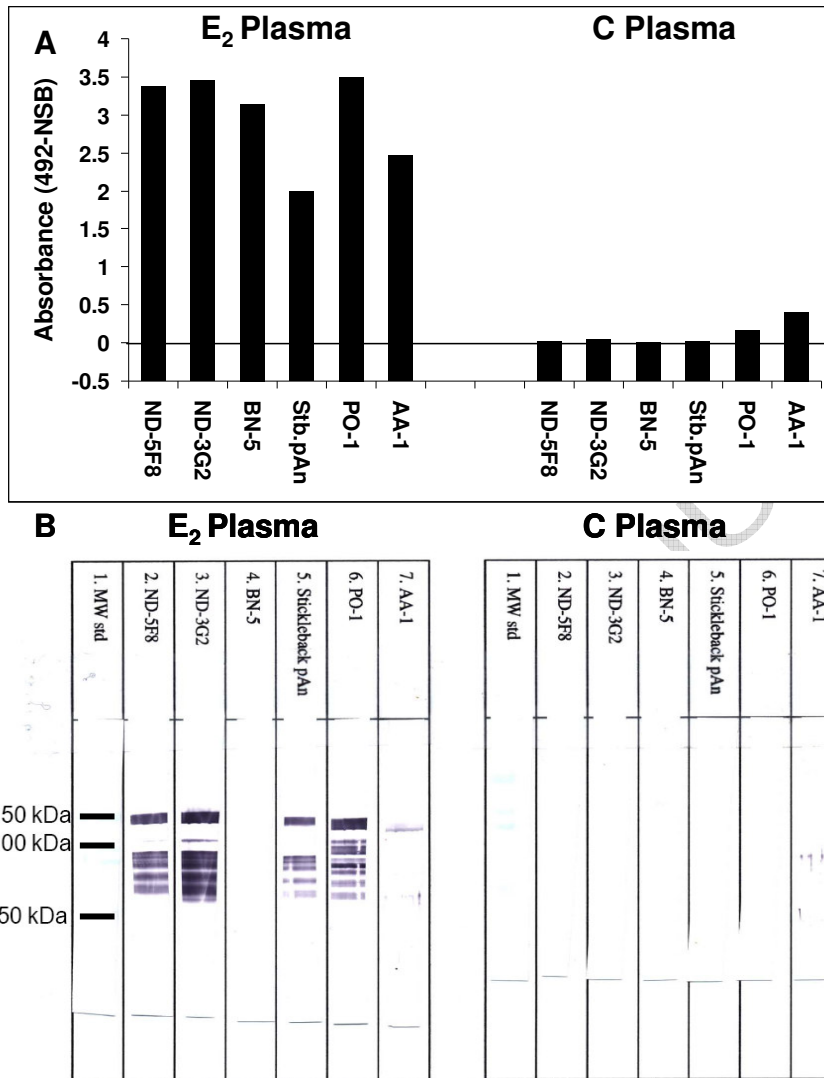 A
E2 Plasma
C Plasma
Absorbance (492-NSB)
4
3.5
3
2.5
2
1.5
1
0.5
0
-0.5
ND-5F8
ND-3G2
BN-5
Stb.pAn
PO-1
AA-1
ND-5F8
ND-3G2
BN-5
Stb.pAn
PO-1
AA-1
B
E2 Plasma
C Plasma
1. MW std
2. ND-5F8
3. ND-3G2
4. BN-5
5. Stickleback pAn
6. PO-1
7. AA-1
1. MW std
2. ND-5F8
3. ND-3G2
4. BN-5
5. Stickleback pAn
6. PO-1
7. AA-1
50 kDa
00 kDa
50 kDa